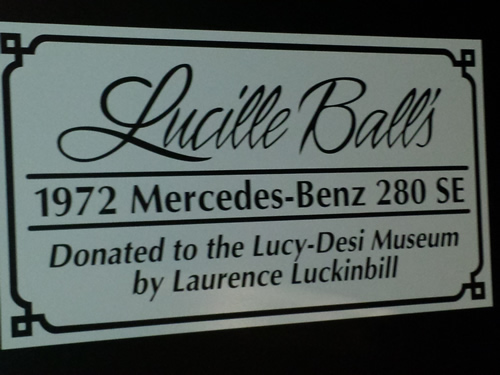 Lucille Ball's
1972 Mercedes-Benz 280 SE
Donated to the Lucy-Desi Museum
by Laurence Luckinbill